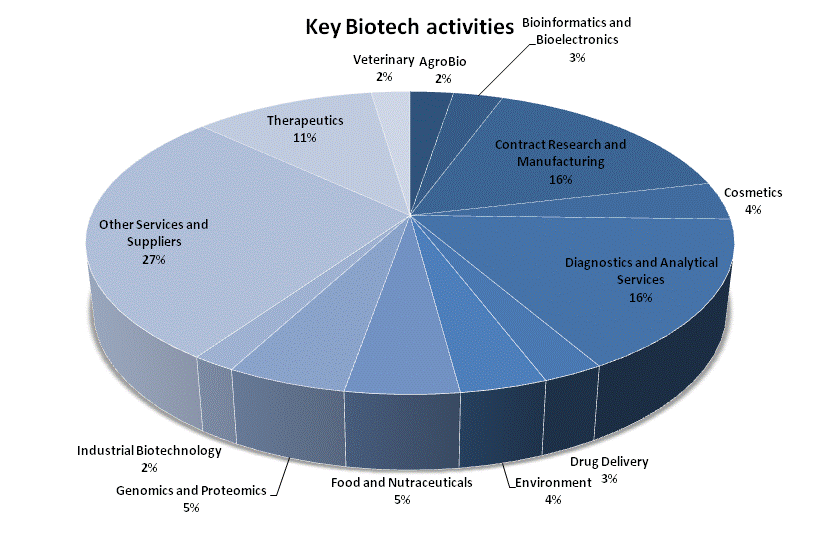 Key Biotech activities
Bioinformatics and
Bioelectronics
3%
Veterinary
2%
AgroBio
2%
Therapeutics
11%
Contract Research and
Manufacturing
16%
Cosmetics
4%
Other Services and
Suppliers
27%
Diagnostics and Analytical
Services
16%
Industrial Biotechnology
2%
Genomics and Proteomics
5%
Food and Nutraceuticals
5%
Environment
4%
Drug Delivery
3%